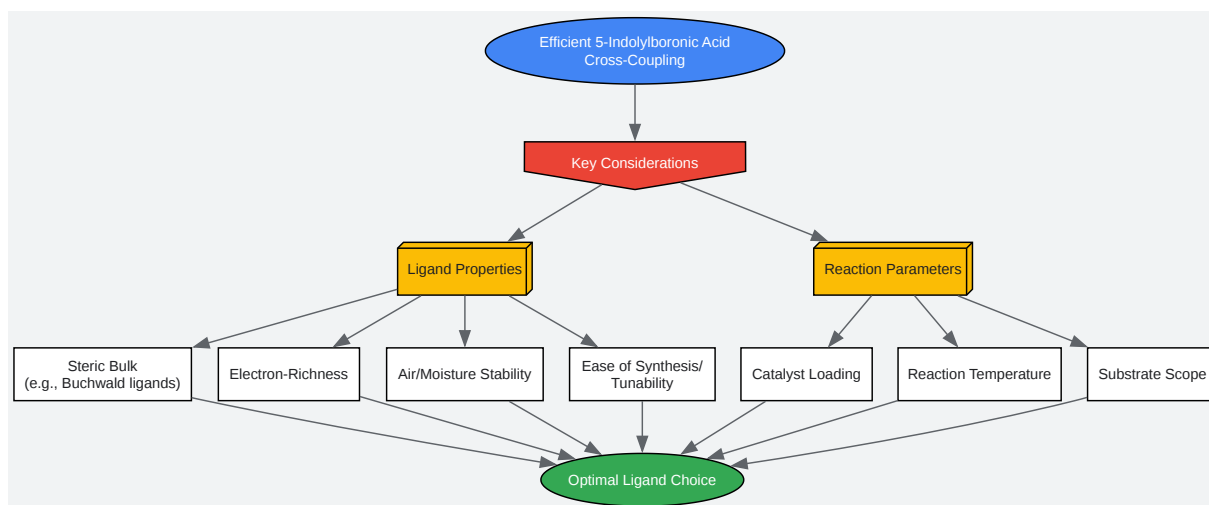 Efficient 5-Indolylboronic Acid
Cross-Coupling
Key Considerations
Ligand Properties
Reaction Parameters
Steric Bulk
(e.g., Buchwald ligands)
Electron-Richness
Air/Moisture Stability
Ease of Synthesis/
Tunability
Catalyst Loading
Reaction Temperature
Substrate Scope
Optimal Ligand Choice